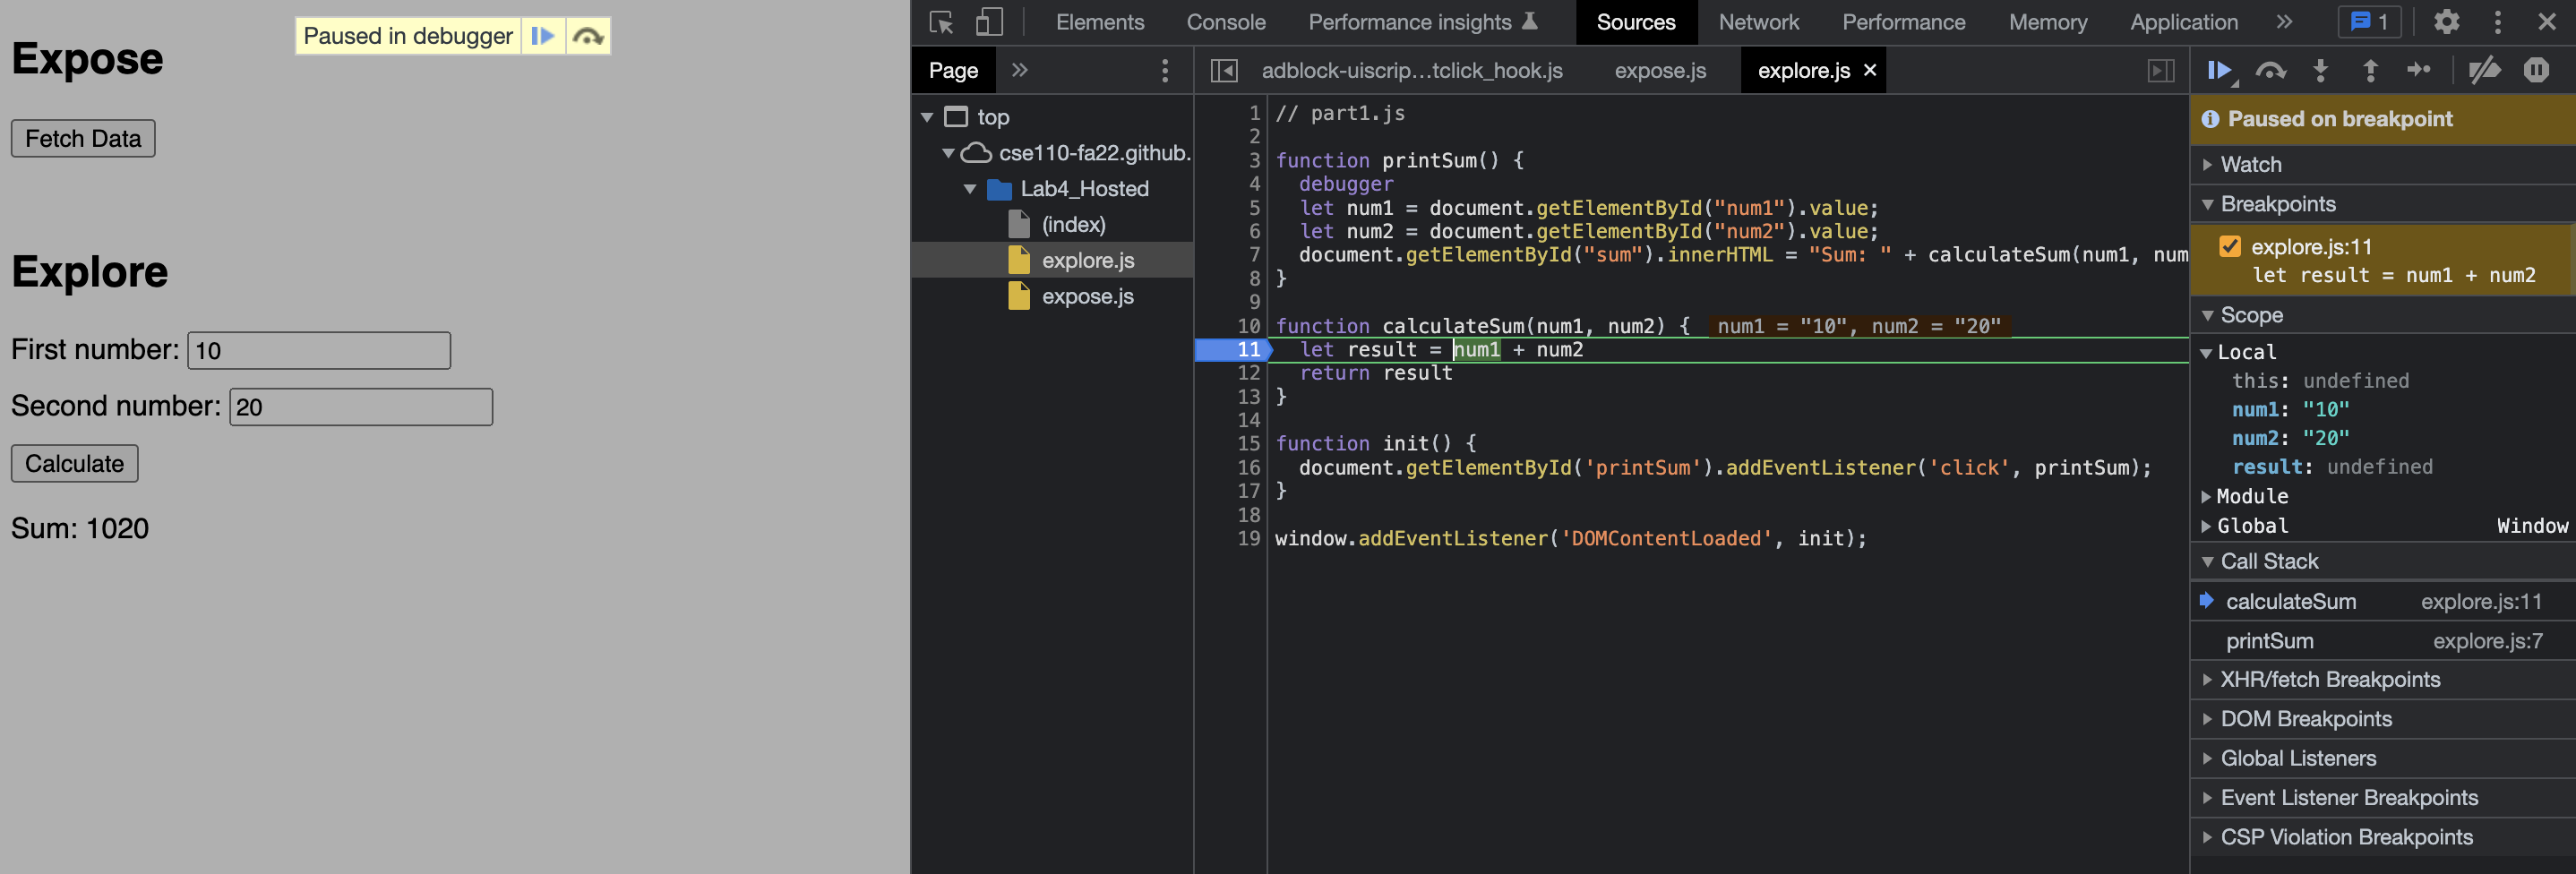 Expose
Paused in debugger
Fetch Data
Explore
First number: 10
Second number: 20
Calculate
Sum: 1020
Elements Console Performance insights Sources Network Performance Memory Application » 1
Page » adblock-uiscrip...tclick_hook.js expose.js explore.js ×
top
cse110-fa22.github.
Lab4_Hosted
(index)
explore.js
expose.js
1 // part1.js
2
3 function printSum() {
4   debugger
5   let num1 = document.getElementById("num1").value;
6   let num2 = document.getElementById("num2").value;
7   document.getElementById("sum").innerHTML = "Sum: " + calculateSum(num1, num
8 }
9
10 function calculateSum(num1, num2) { num1 = "10", num2 = "20"
11   let result = num1 + num2
12   return result
13 }
14
15 function init() {
16   document.getElementById('printSum').addEventListener('click', printSum);
17 }
18
19 window.addEventListener('DOMContentLoaded', init);
Paused on breakpoint
Watch
Breakpoints
explore.js:11
let result = num1 + num2
Scope
Local
this: undefined
num1: "10"
num2: "20"
result: undefined
Module
Global Window
Call Stack
calculateSum explore.js:11
printSum explore.js:7
XHR/fetch Breakpoints
DOM Breakpoints
Global Listeners
Event Listener Breakpoints
CSP Violation Breakpoints